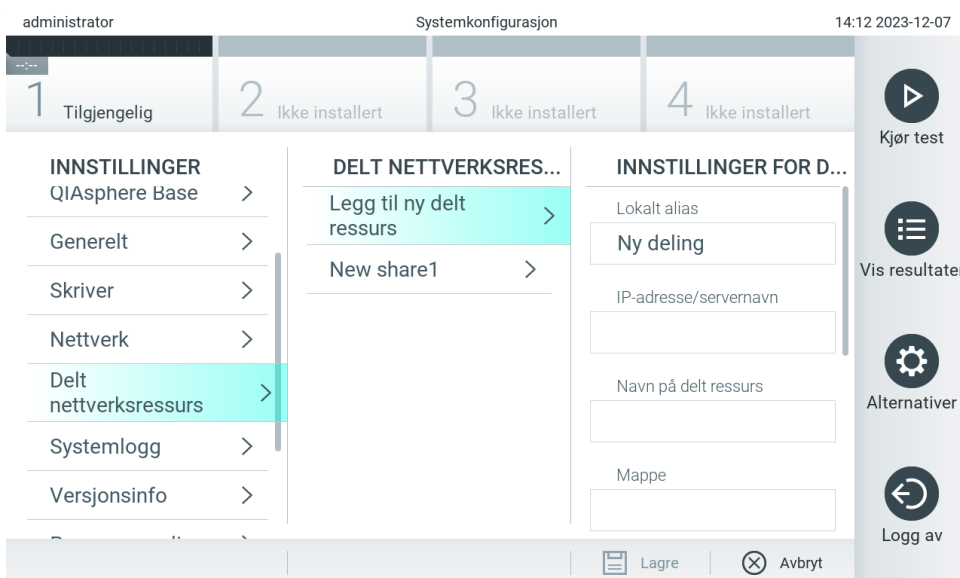 administrator
Systemkonfigurasjon
14:12 2023-12-07
--:--
1 Tilgjengelig
2 Ikke installert
3 Ikke installert
4 Ikke installert
Kjør test
Vis resultater
Alternativer
Logg av
INNSTILLINGER
QIAsphere Base
Generelt
Skriver
Nettverk
Delt
nettverksressurs
Systemlogg
Versjonsinfo
DELT NETTVERKSRES...
Legg til ny delt
ressurs
New share1
INNSTILLINGER FOR D...
Lokalt alias
Ny deling
IP-adresse/servernavn
Navn på delt ressurs
Mappe
Lagre
Avbryt